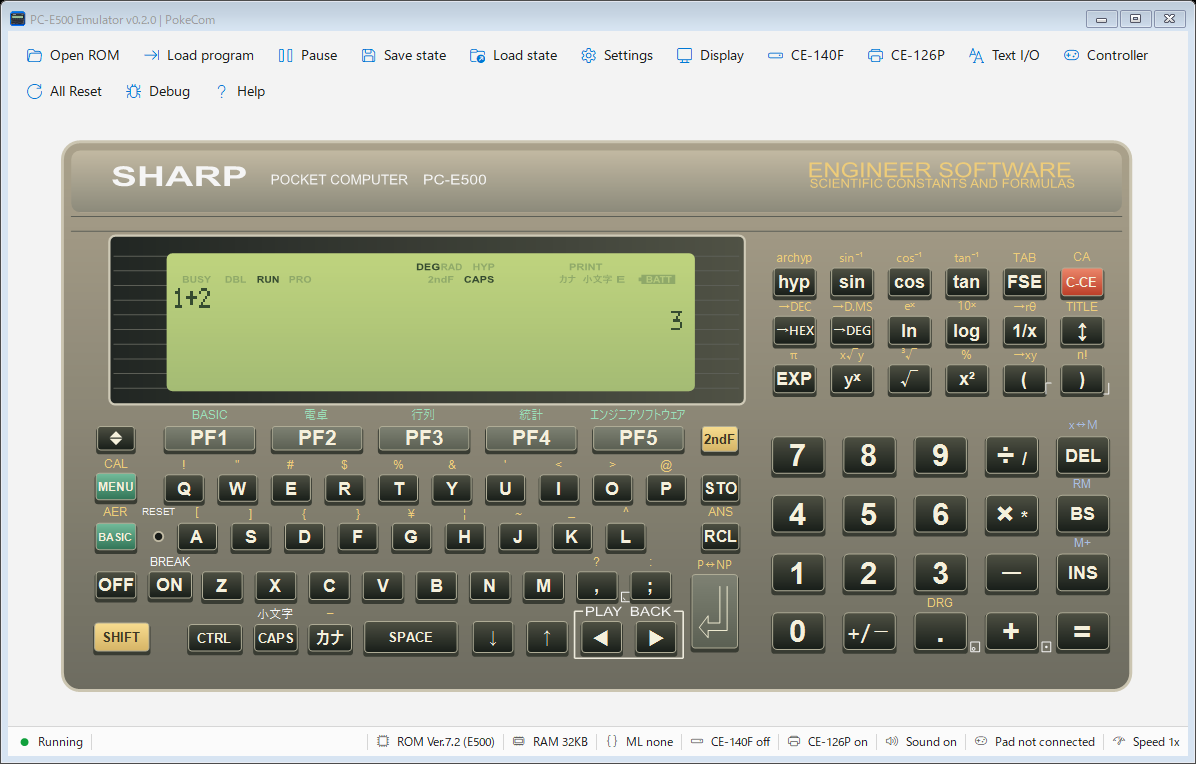 PC-E500 Emulator v0.2.0 | PokeCom
Open ROM Load program Pause Save state Load state Settings Display CE-140F CE-126P Text I/O Controller
All Reset Debug ? Help
SHARP POCKET COMPUTER PC-E500
ENGINEER SOFTWARE
SCIENTIFIC CONSTANTS AND FORMULAS
DEGRAD HYP PRINT
BUSY DBL RUN PRO 2ndF CAPS カナ 小文字 E BATT
1+2
3
archyp sin⁻¹ cos⁻¹ tan⁻¹ TAB CA
hyp sin cos tan FSE C-CE
→DEC →D.MS eˣ 10ˣ →rθ TITLE
→HEX →DEG ln log 1/x ↕
π x√y ³√ % →xy n!
EXP yˣ √ x² ( )
BASIC 電卓 行列 統計 エンジニアソフトウェア
PF1 PF2 PF3 PF4 PF5 2ndF
CAL ! " # $ % & ' < > @
MENU Q W E R T Y U I O P STO
AER RESET [ ] { } ¥ ¦ ~ _ ^ ANS
BASIC A S D F G H J K L RCL
BREAK ? : P↔NP
OFF ON Z X C V B N M , ;
小文字 – PLAY BACK
SHIFT CTRL CAPS カナ SPACE ↓ ↑ ◀ ▶
x↔M
7 8 9 ÷ / DEL
RM
4 5 6 × * BS
M+
1 2 3 — INS
DRG
0 +/− . + =
Running ROM Ver.7.2 (E500) RAM 32KB {} ML none CE-140F off CE-126P on Sound on Pad not connected Speed 1x